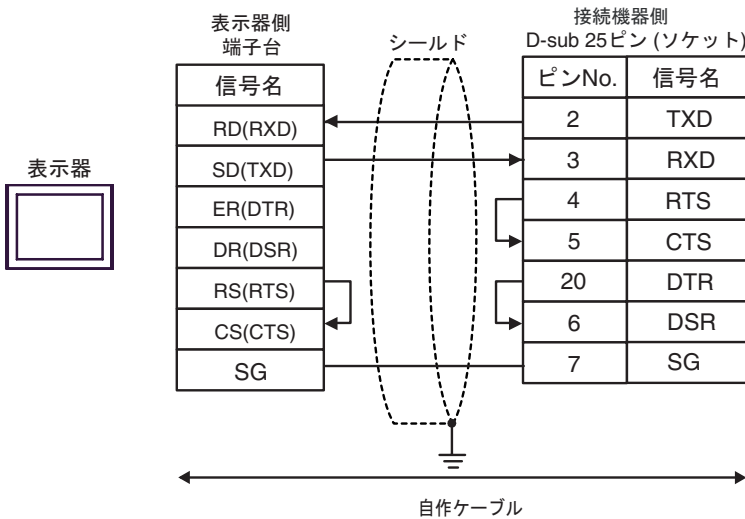 表示器側
端子台
シールド
接続機器側
D-sub 25ピン (ソケット)
信号名
ピンNo.
信号名
RD(RXD)
2
TXD
SD(TXD)
3
RXD
表示器
ER(DTR)
4
RTS
DR(DSR)
5
CTS
RS(RTS)
20
DTR
CS(CTS)
6
DSR
SG
7
SG
自作ケーブル